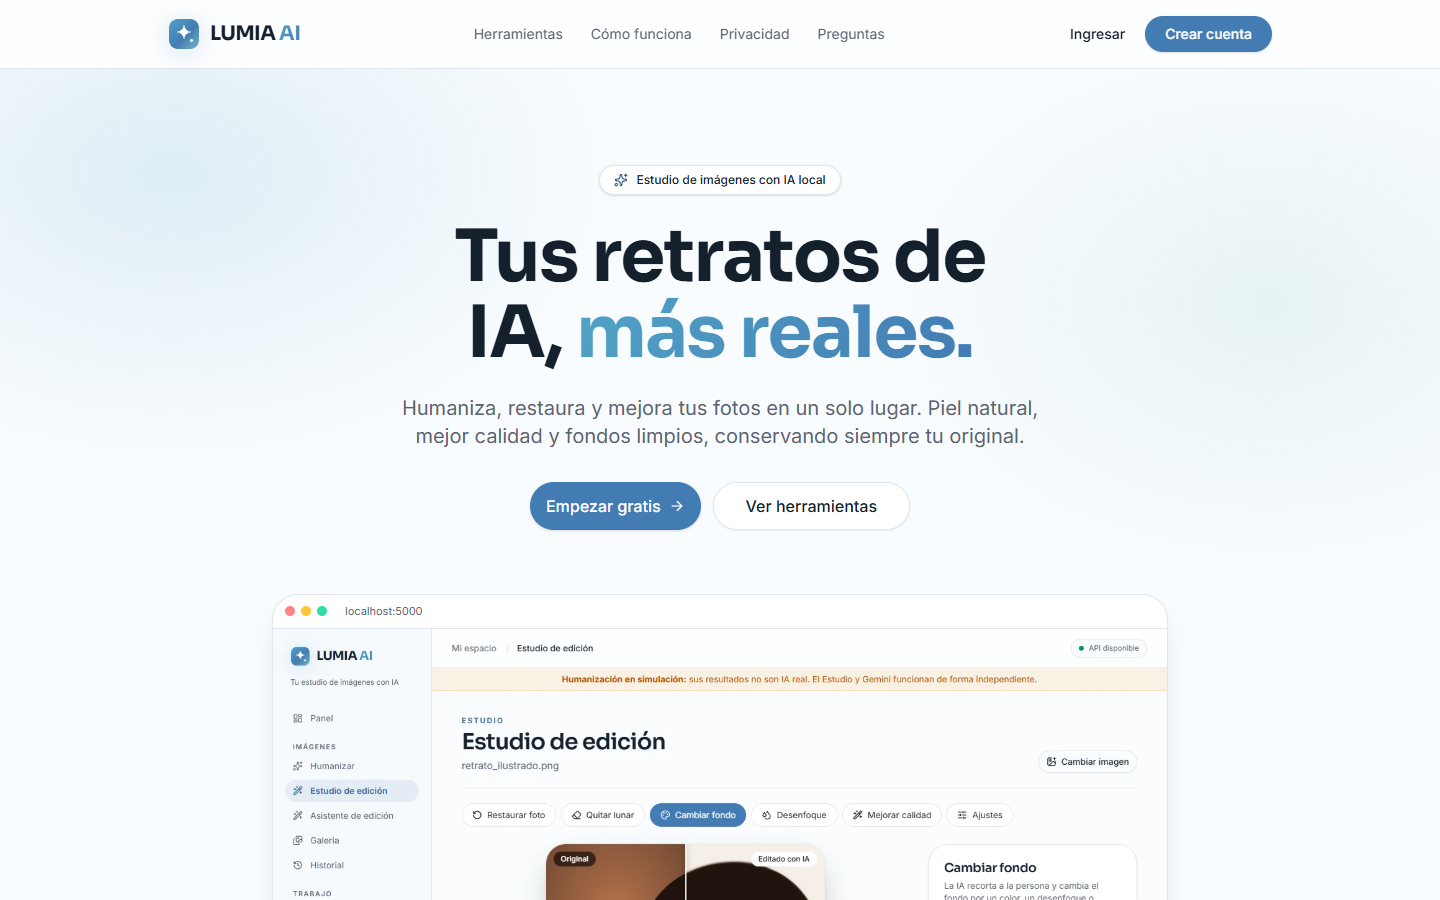 LUMIA AI
Herramientas
Cómo funciona
Privacidad
Preguntas
Ingresar
Crear cuenta
Estudio de imágenes con IA local
Tus retratos de
IA, más reales.
Humaniza, restaura y mejora tus fotos en un solo lugar. Piel natural,
mejor calidad y fondos limpios, conservando siempre tu original.
Empezar gratis
Ver herramientas
localhost:5000
LUMIA AI
Tu estudio de imágenes con IA
Panel
IMÁGENES
Humanizar
Estudio de edición
Asistente de edición
Galería
Historial
TRABAJO
Mi espacio / Estudio de edición
API disponible
Humanización en simulación: sus resultados no son IA real. El Estudio y Gemini funcionan de forma independiente.
ESTUDIO
Estudio de edición
retrato_ilustrado.png
Cambiar imagen
Restaurar foto
Quitar lunar
Cambiar fondo
Desenfoque
Mejorar calidad
Ajustes
Original
Editado con IA
Cambiar fondo
La IA recorta a la persona y cambia el
fondo por un color, un desenfoque o